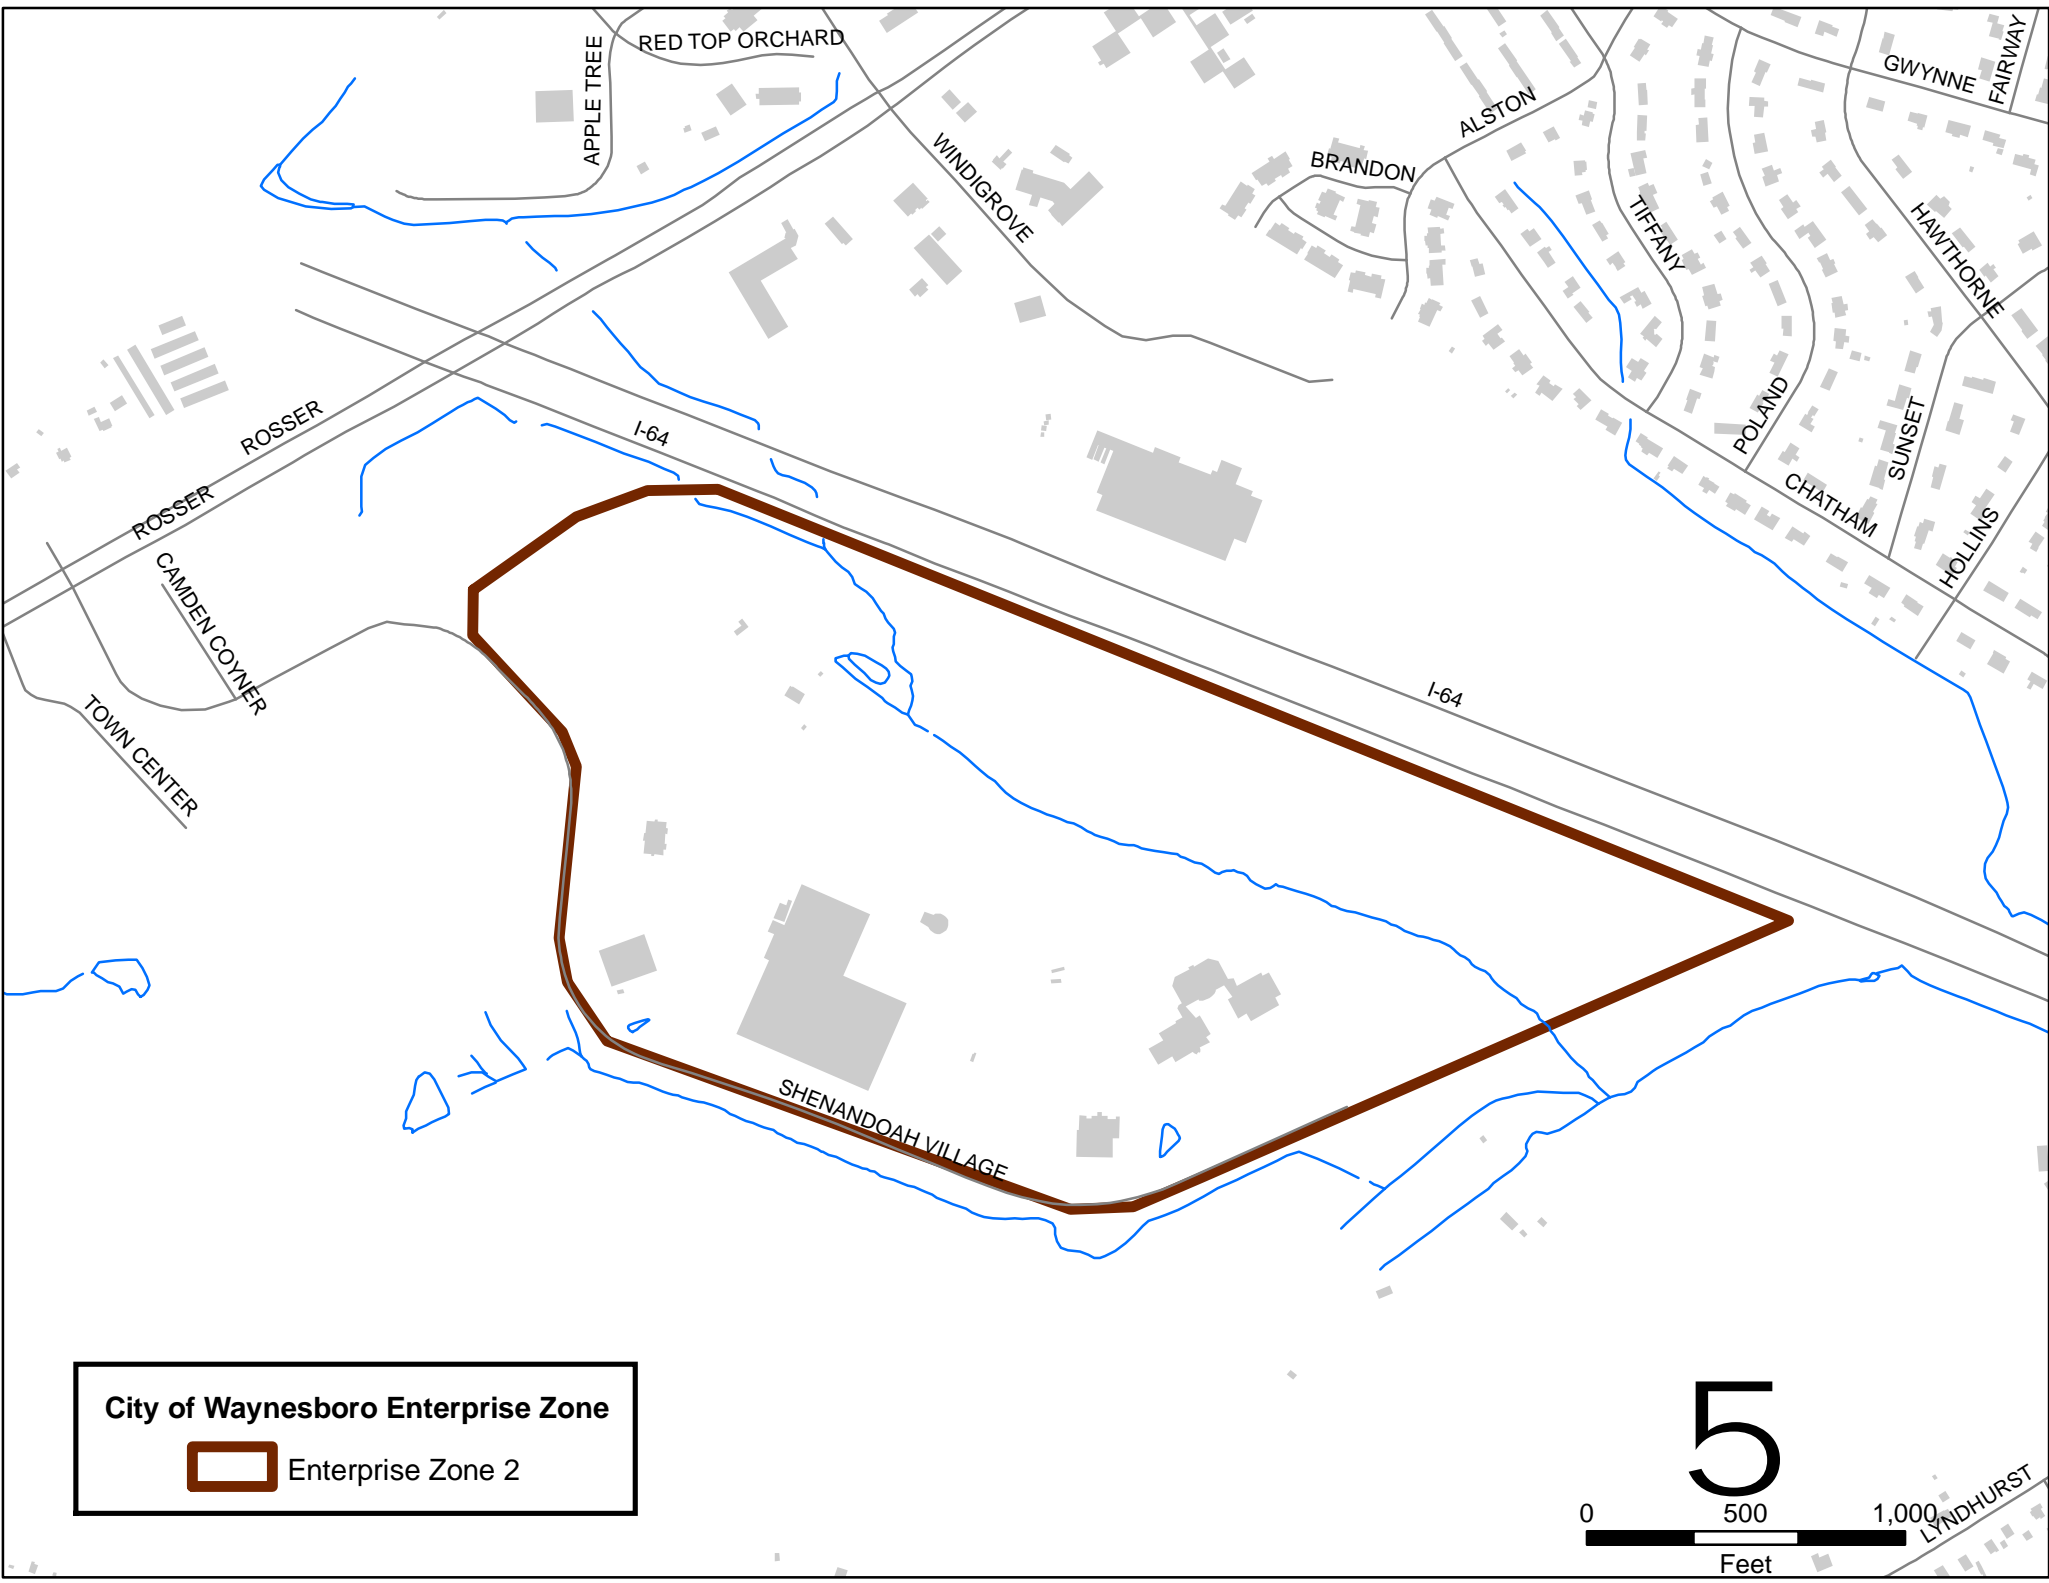 RED TOP ORCHARD
APPLE TREE
GWYNNE
FAIRWAY
ALSTON
WINDIGROVE
BRANDON
TIFFANY
HAWTHORNE
ROSSER
I-64
POLAND
SUNSET
ROSSER
CHATHAM
HOLLINS
CAMDEN COYNER
I-64
TOWN CENTER
SHENANDOAH VILLAGE
City of Waynesboro Enterprise Zone
Enterprise Zone 2
5
0 500 1,000
Feet
LYNDHURST